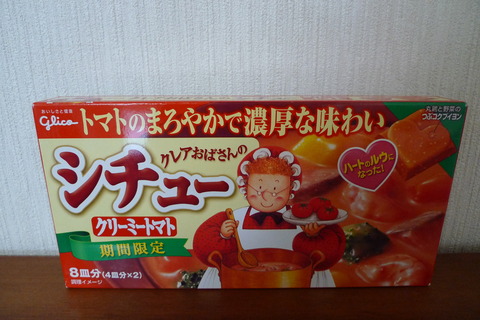 おいしさと健康
glico
トマトのまろやかで濃厚な味わい
丸鶏と野菜の
つぶコクブイヨン
クレアおばさんの
シチュー
ハートのルウに
なった!
クリーミートマト
期間限定
8皿分(4皿分×2)
調理イメージ